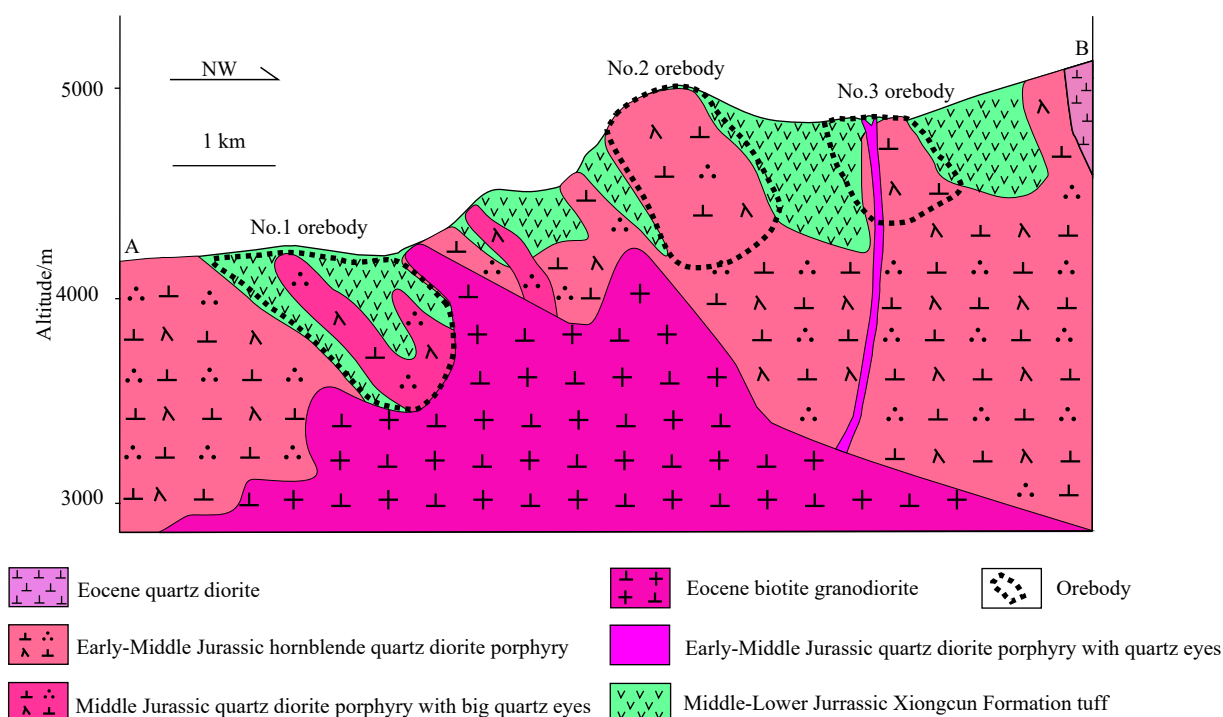 B
NW
No.2 orebody
5000
No.3 orebody
1 km
No.1 orebody
A
Altitude/m
4000
3000
Eocene quartz diorite
Eocene biotite granodiorite
Orebody
Early-Middle Jurassic hornblende quartz diorite porphyry
Early-Middle Jurassic quartz diorite porphyry with quartz eyes
Middle Jurassic quartz diorite porphyry with big quartz eyes
Middle-Lower Jurrassic Xiongcun Formation tuff